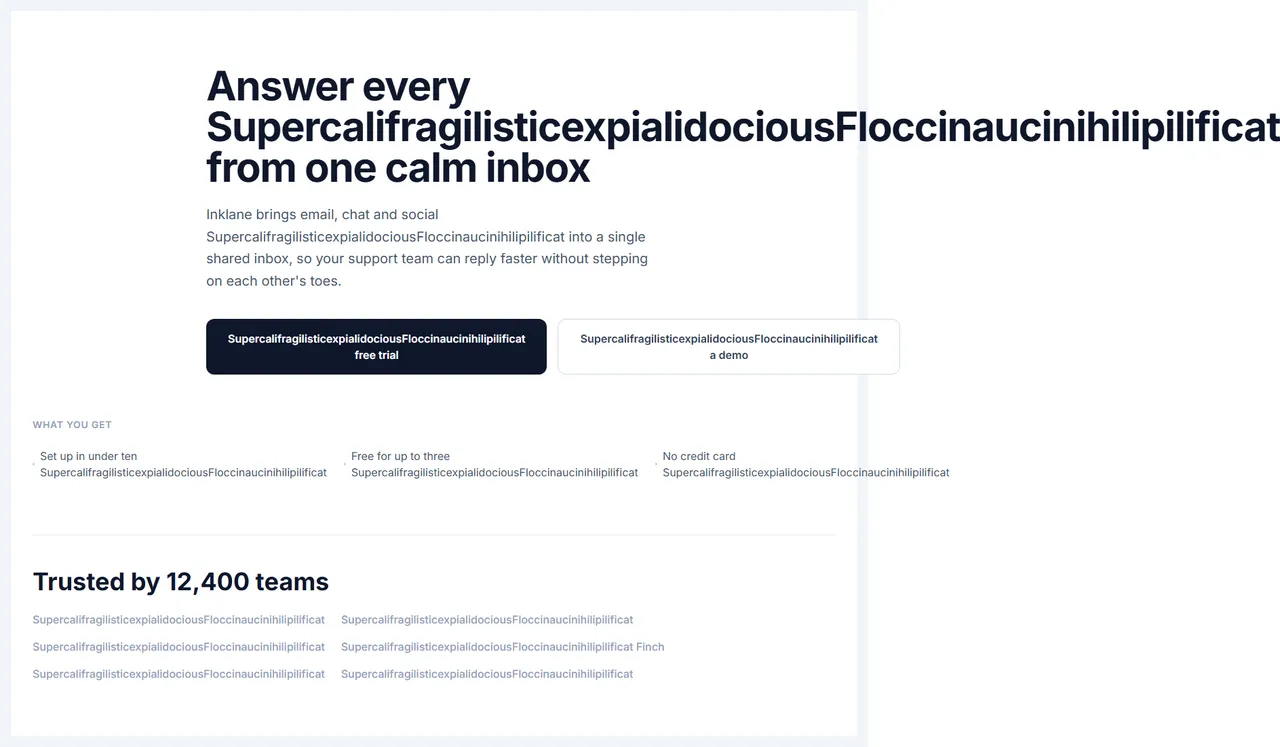 Answer every
SupercalifragilisticexpialidociousFloccinaucinihilipilificat
from one calm inbox
Inklane brings email, chat and social
SupercalifragilisticexpialidociousFloccinaucinihilipilificat into a single
shared inbox, so your support team can reply faster without stepping
on each other's toes.
SupercalifragilisticexpialidociousFloccinaucinihilipilificat
free trial
SupercalifragilisticexpialidociousFloccinaucinihilipilificat
a demo
WHAT YOU GET
Set up in under ten
SupercalifragilisticexpialidociousFloccinaucinihilipilificat
Free for up to three
SupercalifragilisticexpialidociousFloccinaucinihilipilificat
No credit card
SupercalifragilisticexpialidociousFloccinaucinihilipilificat
Trusted by 12,400 teams
SupercalifragilisticexpialidociousFloccinaucinihilipilificat SupercalifragilisticexpialidociousFloccinaucinihilipilificat
SupercalifragilisticexpialidociousFloccinaucinihilipilificat SupercalifragilisticexpialidociousFloccinaucinihilipilificat Finch
SupercalifragilisticexpialidociousFloccinaucinihilipilificat SupercalifragilisticexpialidociousFloccinaucinihilipilificat